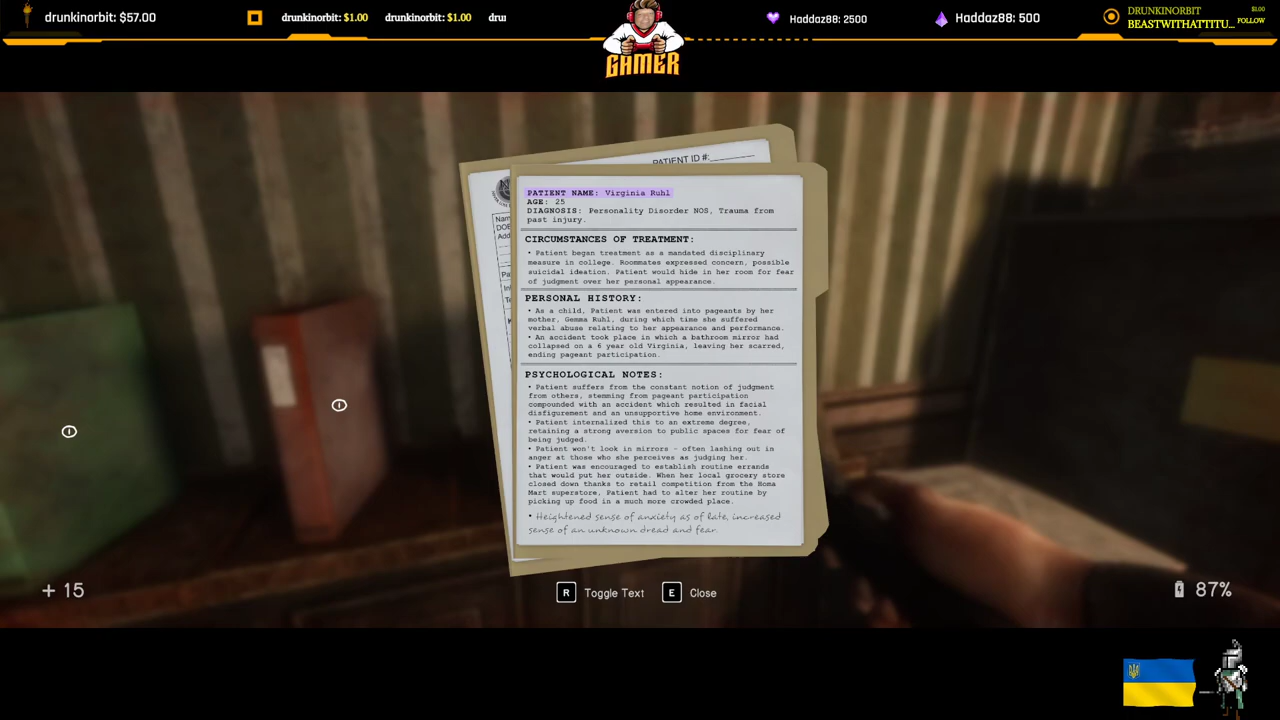 drunkinorbit: $57.00
drunkinorbit: $1.00 drunkinorbit: $1.00 drui
Haddaz88: 2500
Haddaz88: 500
DRUNKINORBIT
BEASTWITHATTITU...
$1.00
FOLLOW
GAMER
PATIENT ID #:
PATIENT NAME: Virginia Ruhl
AGE: 25
DIAGNOSIS: Personality Disorder NOS, Trauma from
past injury.
CIRCUMSTANCES OF TREATMENT:
• Patient began treatment as a mandated disciplinary
measure in college. Roommates expressed concern, possible
suicidal ideation. Patient would hide in her room for fear
of judgment over her personal appearance.
PERSONAL HISTORY:
• As a child, Patient was entered into pageants by her
mother, Gemma Ruhl, during which time she suffered
verbal abuse relating to her appearance and performance.
• An accident took place in which a bathroom mirror had
collapsed on a 6 year old Virginia, leaving her scarred,
ending pageant participation.
PSYCHOLOGICAL NOTES:
• Patient suffers from the constant notion of judgment
from others, stemming from pageant participation
compounded with an accident which resulted in facial
disfigurement and an unsupportive home environment.
• Patient internalized this to an extreme degree,
retaining a strong aversion to public spaces for fear of
being judged.
• Patient won't look in mirrors - often lashing out in
anger at those who she perceives as judging her.
• Patient was encouraged to establish routine errands
that would put her outside. When her local grocery store
closed down thanks to retail competition from the Homa
Mart superstore, Patient had to alter her routine by
picking up food in a much more crowded place.
• Heightened sense of anxiety as of late, increased
sense of an unknown dread and fear.
Nam
DOB
Add
+ 15
R Toggle Text E Close
87%